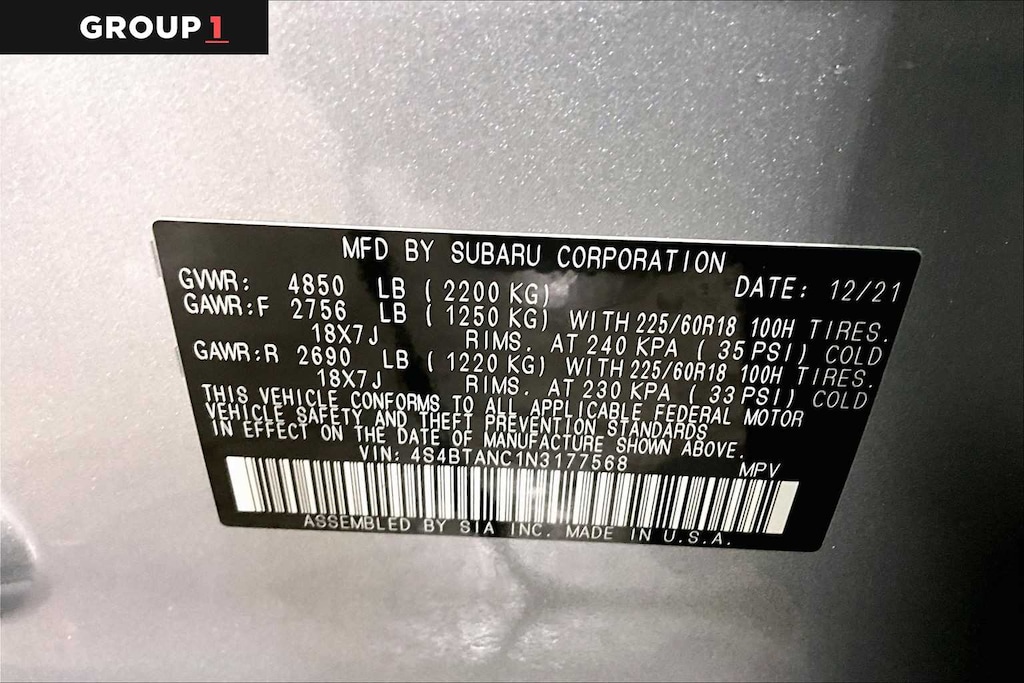 GROUP 1
MFD BY SUBARU CORPORATION
GVWR: 4850 LB ( 2200 KG) DATE: 12/21
GAWR:F 2756 LB ( 1250 KG) WITH 225/60R18 100H TIRES.
18X7J RIMS. AT 240 KPA ( 35 PSI) COLD
GAWR:R 2690 LB ( 1220 KG) WITH 225/60R18 100H TIRES.
18X7J RIMS. AT 230 KPA ( 33 PSI) COLD
THIS VEHICLE CONFORMS TO ALL APPLICABLE FEDERAL MOTOR
VEHICLE SAFETY AND THEFT PREVENTION STANDARDS
IN EFFECT ON THE DATE OF MANUFACTURE SHOWN ABOVE.
VIN: 4S4BTANC1N3177568 MPV
ASSEMBLED BY SIA INC. MADE IN U.S.A.